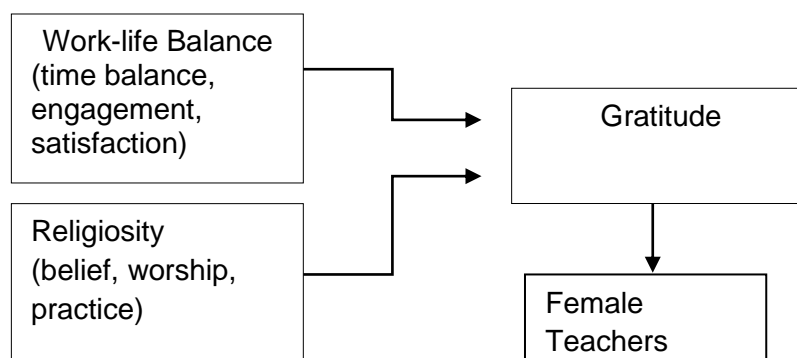 Work-life Balance
(time balance,
engagement,
satisfaction)
Gratitude
Religiosity
(belief, worship,
practice)
Female
Teachers